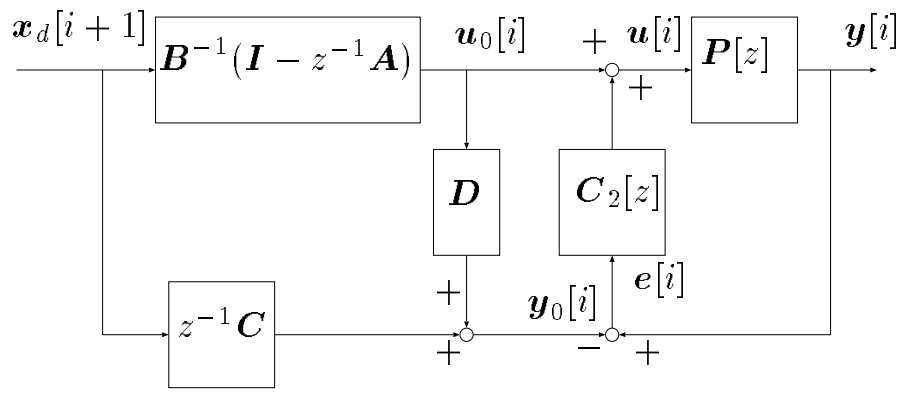 x_d[i + 1]
B^{-1}(I − z^{-1}A)
u_0[i]
+
u[i]
+
P[z]
y[i]
D
C_2[z]
+
e[i]
z^{-1}C
+
y_0[i]
−
+